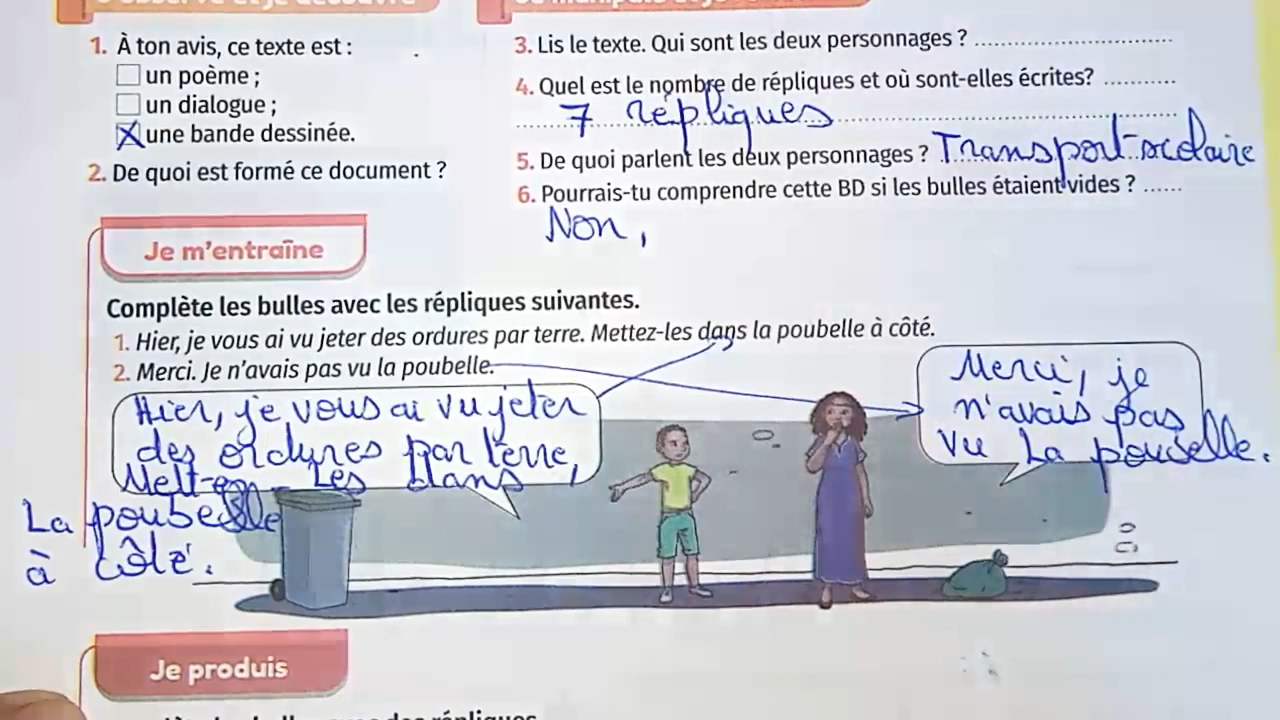 1. À ton avis, ce texte est :
un poème ;
un dialogue ;
une bande dessinée.
2. De quoi est formé ce document ?
3. Lis le texte. Qui sont les deux personnages ?
4. Quel est le nombre de répliques et où sont-elles écrites?
7 répliques
5. De quoi parlent les deux personnages ? Transport scolaire
6. Pourrais-tu comprendre cette BD si les bulles étaient vides ?
Non,
Je m'entraîne
Complète les bulles avec les répliques suivantes.
1. Hier, je vous ai vu jeter des ordures par terre. Mettez-les dans la poubelle à côté.
2. Merci. Je n'avais pas vu la poubelle.
Hier, je vous ai vu jeter
des ordures par terre,
les dans
La poubelle
à côté.
Merci, je
n'avais pas
vu La poubelle.
Je produis